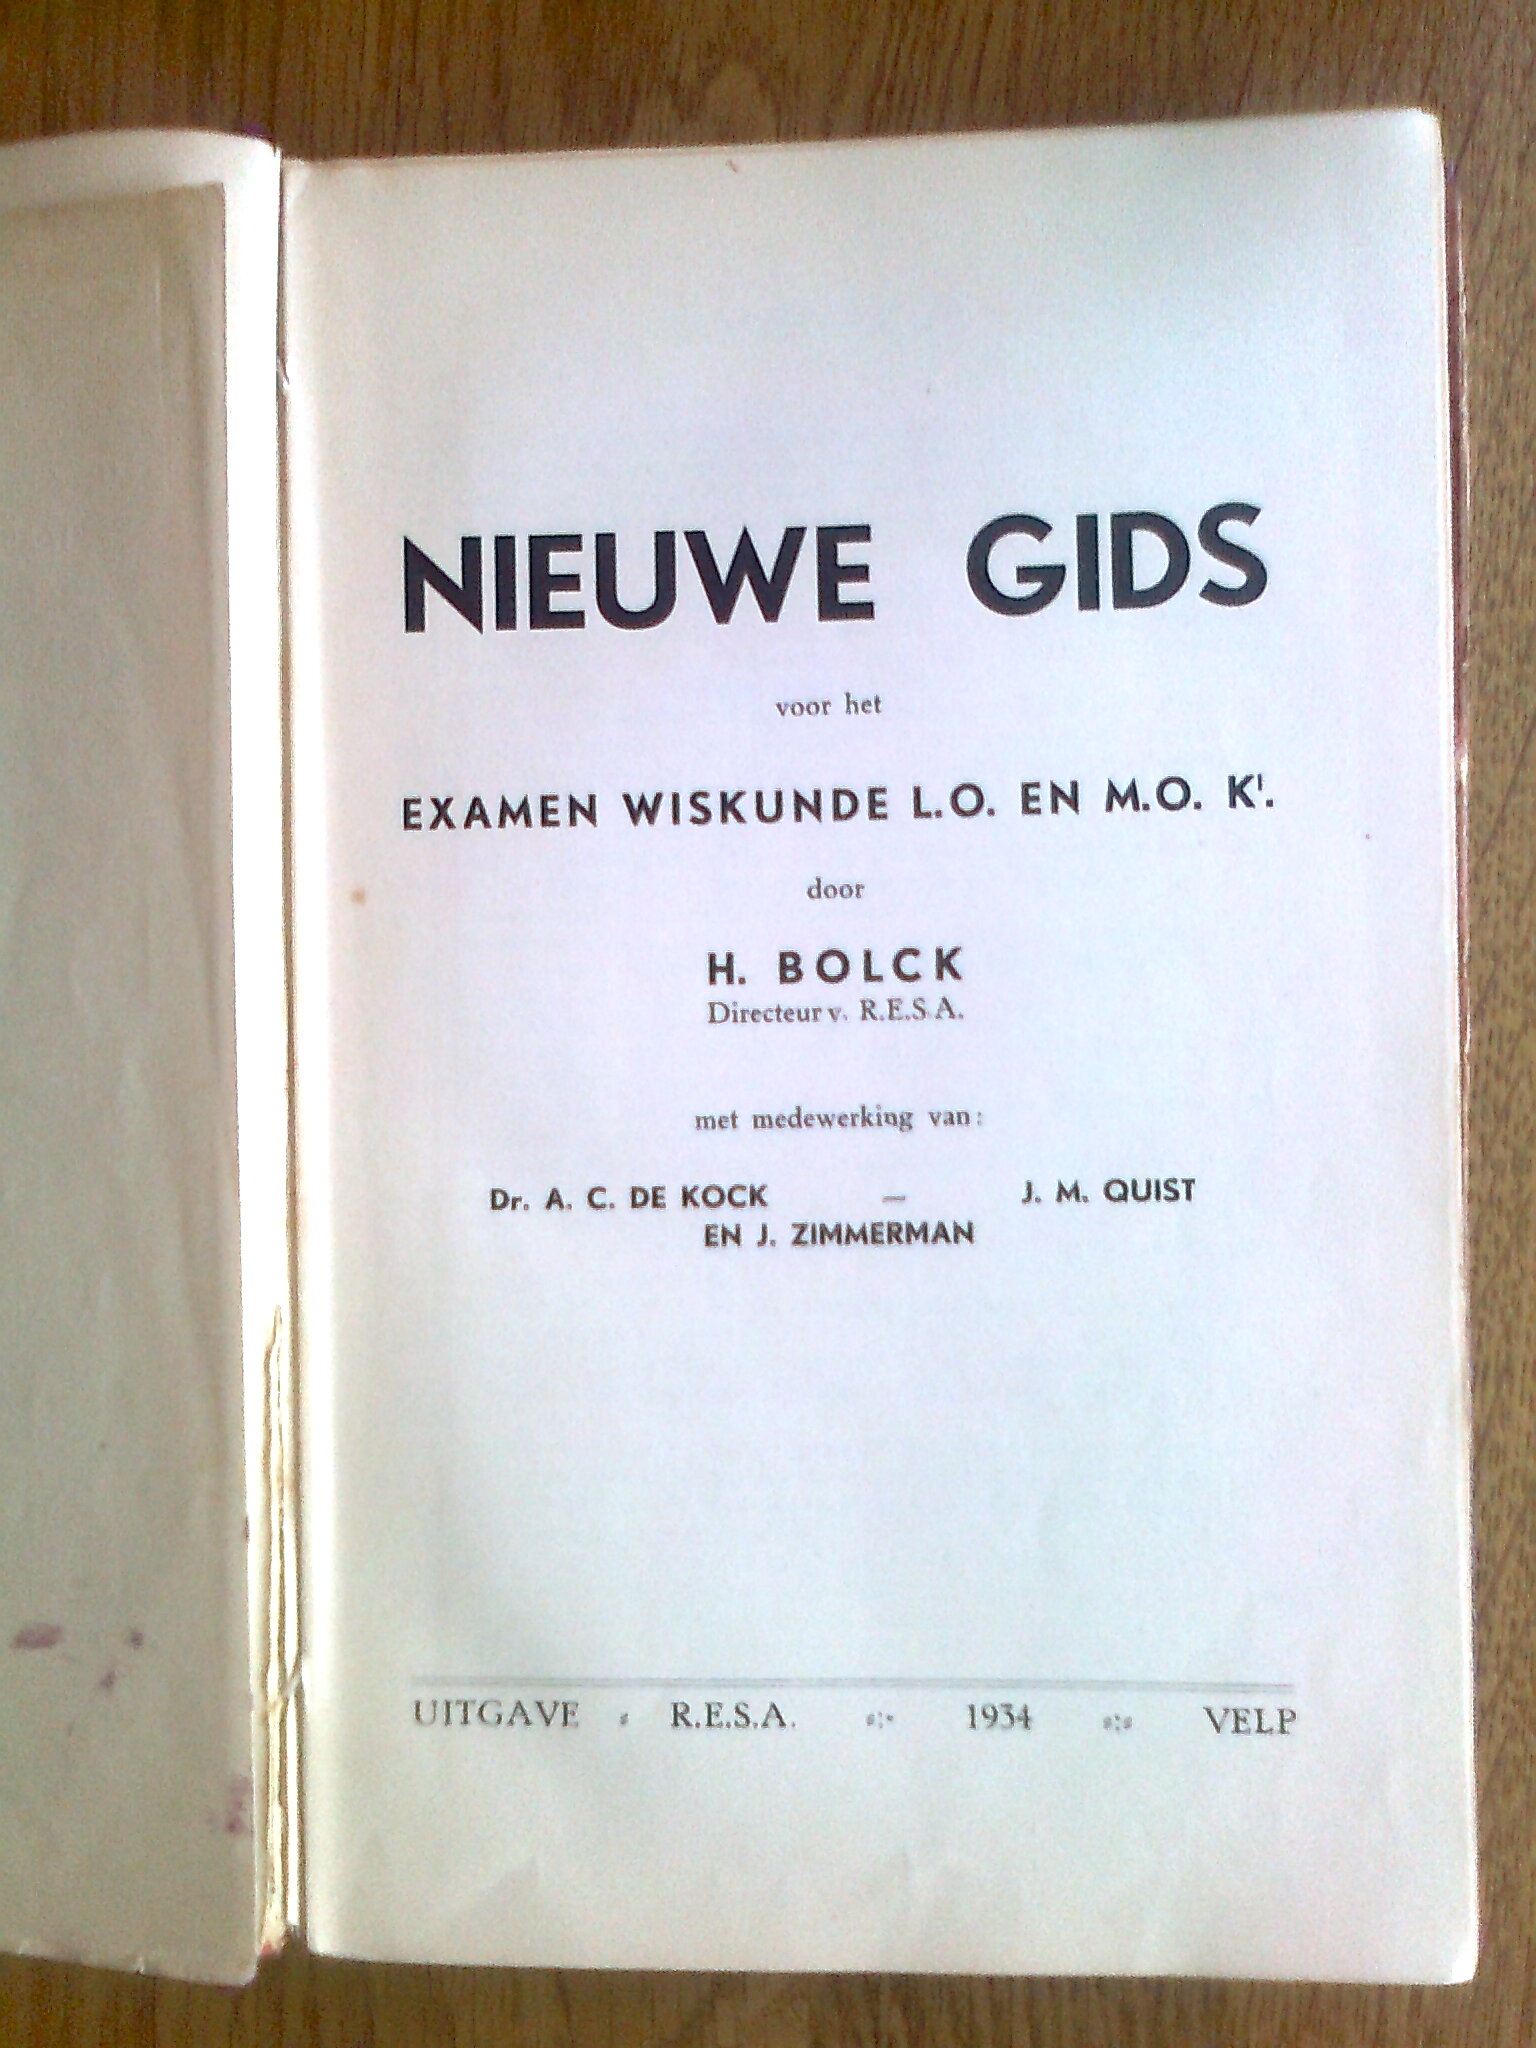 NIEUWE GIDS
voor het
EXAMEN WISKUNDE L.O. EN M.O. K¹.
door
H. BOLCK
Directeur v. R.E.S.A.
met medewerking van:
Dr. A. C. DE KOCK — J. M. QUIST
EN J. ZIMMERMAN
UITGAVE : R.E.S.A. :-: 1934 :-: VELP